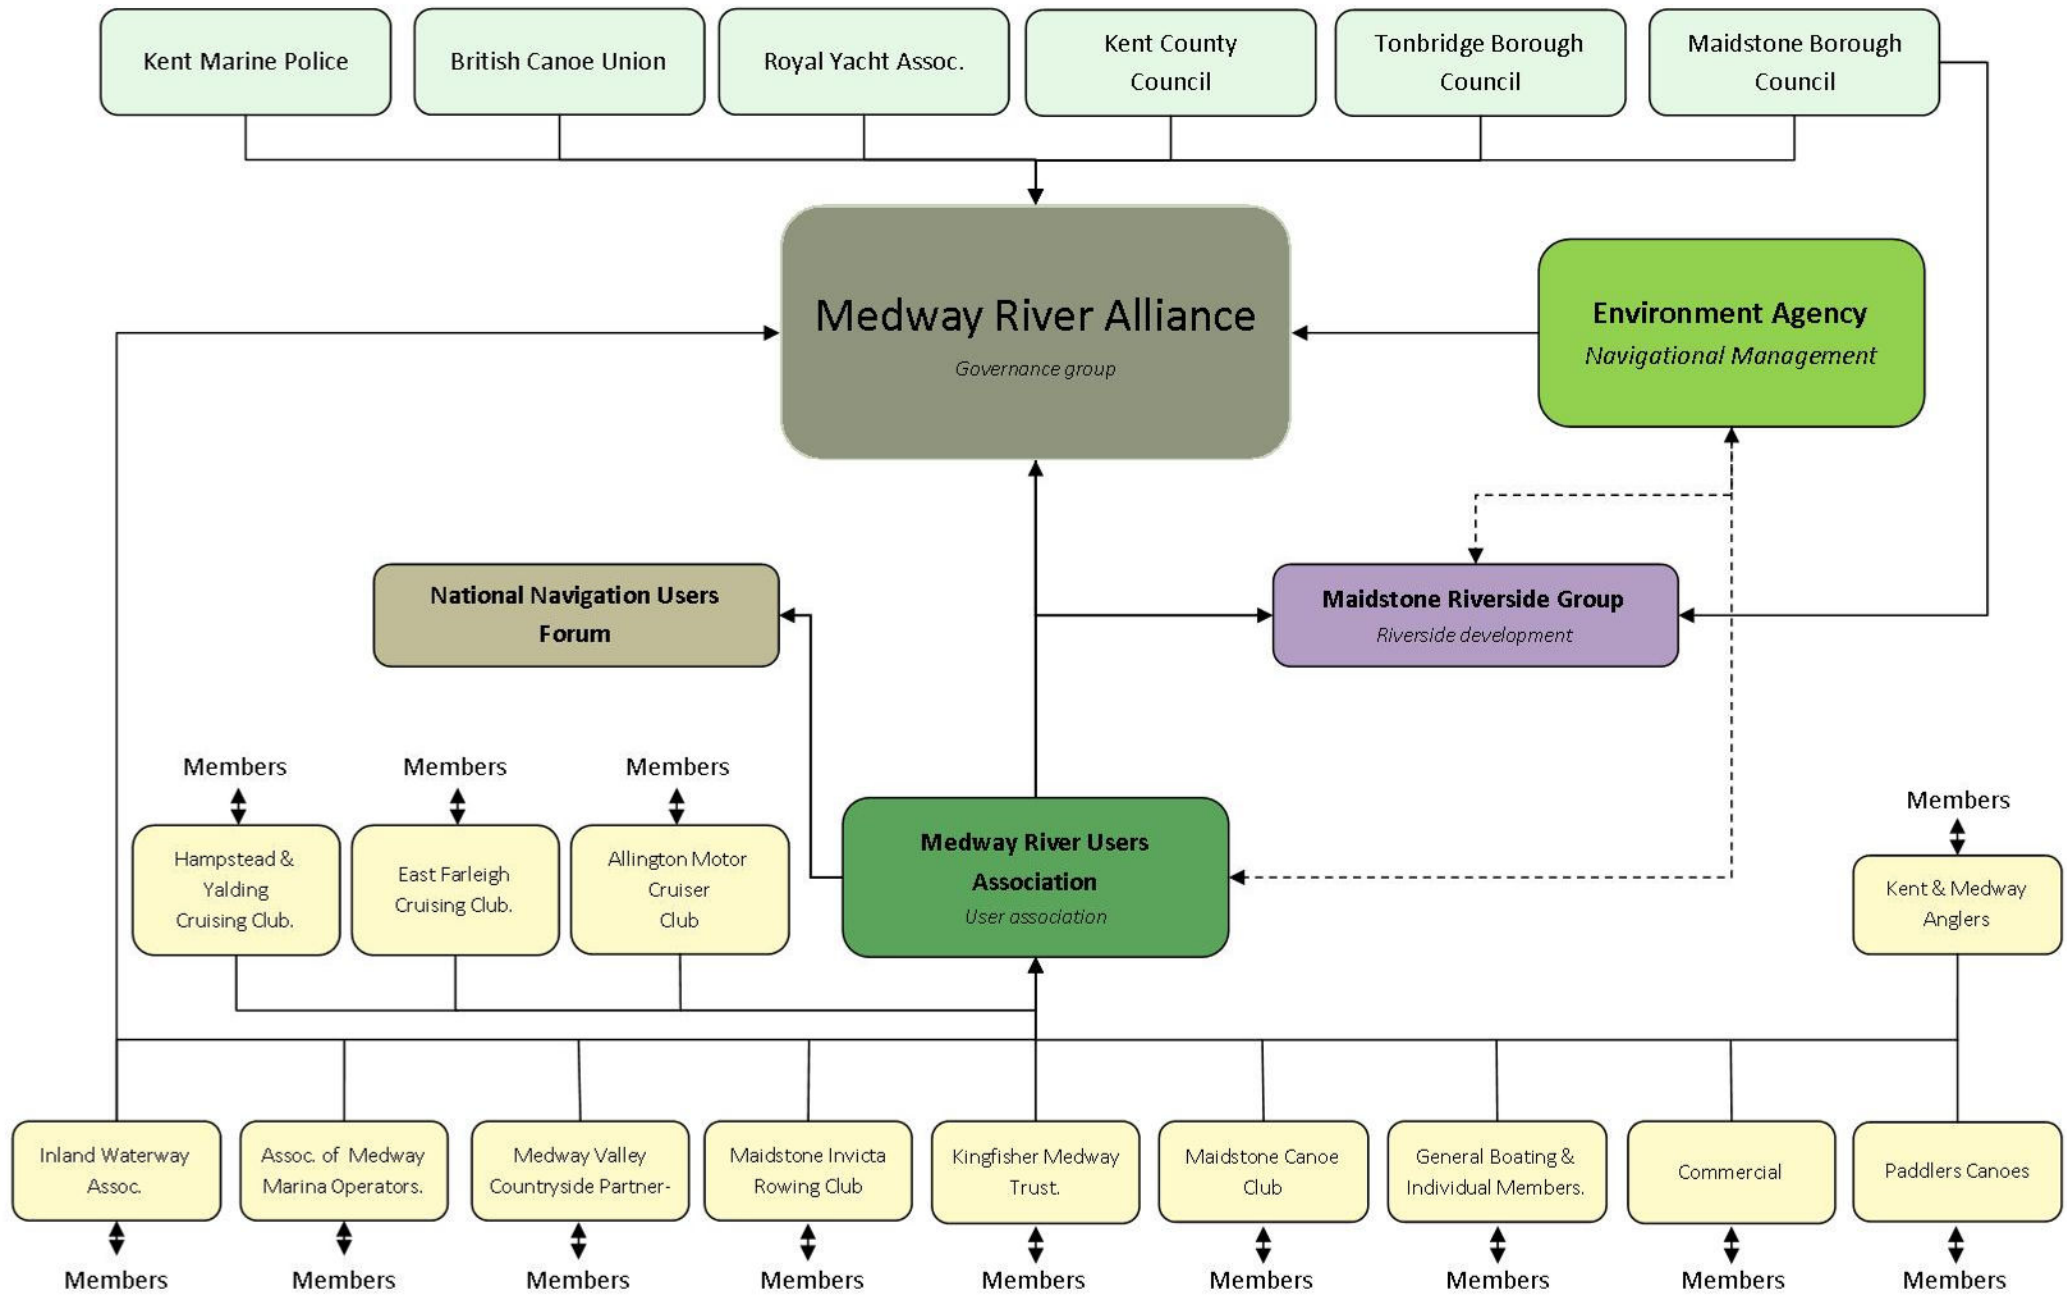 Kent Marine Police
British Canoe Union
Royal Yacht Assoc.
Kent County
Council
Tonbridge Borough
Council
Maidstone Borough
Council
Medway River Alliance
Governance group
Environment Agency
Navigational Management
National Navigation Users
Forum
Maidstone Riverside Group
Riverside development
Members
Members
Members
Members
Hampstead &
Yalding
Cruising Club.
East Farleigh
Cruising Club.
Allington Motor
Cruiser
Club
Medway River Users
Association
User association
Kent & Medway
Anglers
Inland Waterway
Assoc.
Assoc. of Medway
Marina Operators.
Medway Valley
Countryside Partner-
Maidstone Invicta
Rowing Club
Kingfisher Medway
Trust.
Maidstone Canoe
Club
General Boating &
Individual Members.
Commercial
Paddlers Canoes
Members
Members
Members
Members
Members
Members
Members
Members
Members